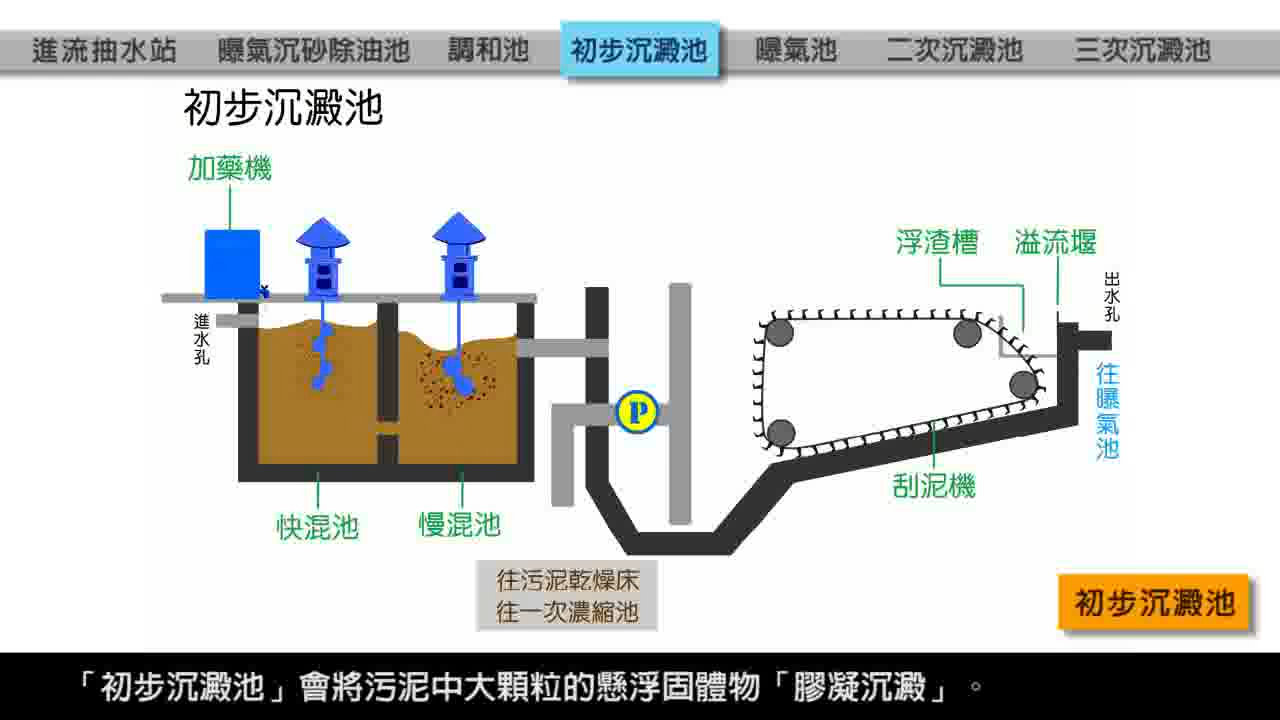 進流抽水站 曝氣沉砂除油池 調和池 初步沉澱池 曝氣池 二次沉澱池 三次沉澱池
初步沉澱池
加藥機
浮渣槽 溢流堰
出水孔
進水孔
P
往曝氣池
刮泥機
快混池 慢混池
往污泥乾燥床
往一次濃縮池
初步沉澱池
「初步沉澱池」會將污泥中大顆粒的懸浮固體物「膠凝沉澱」。